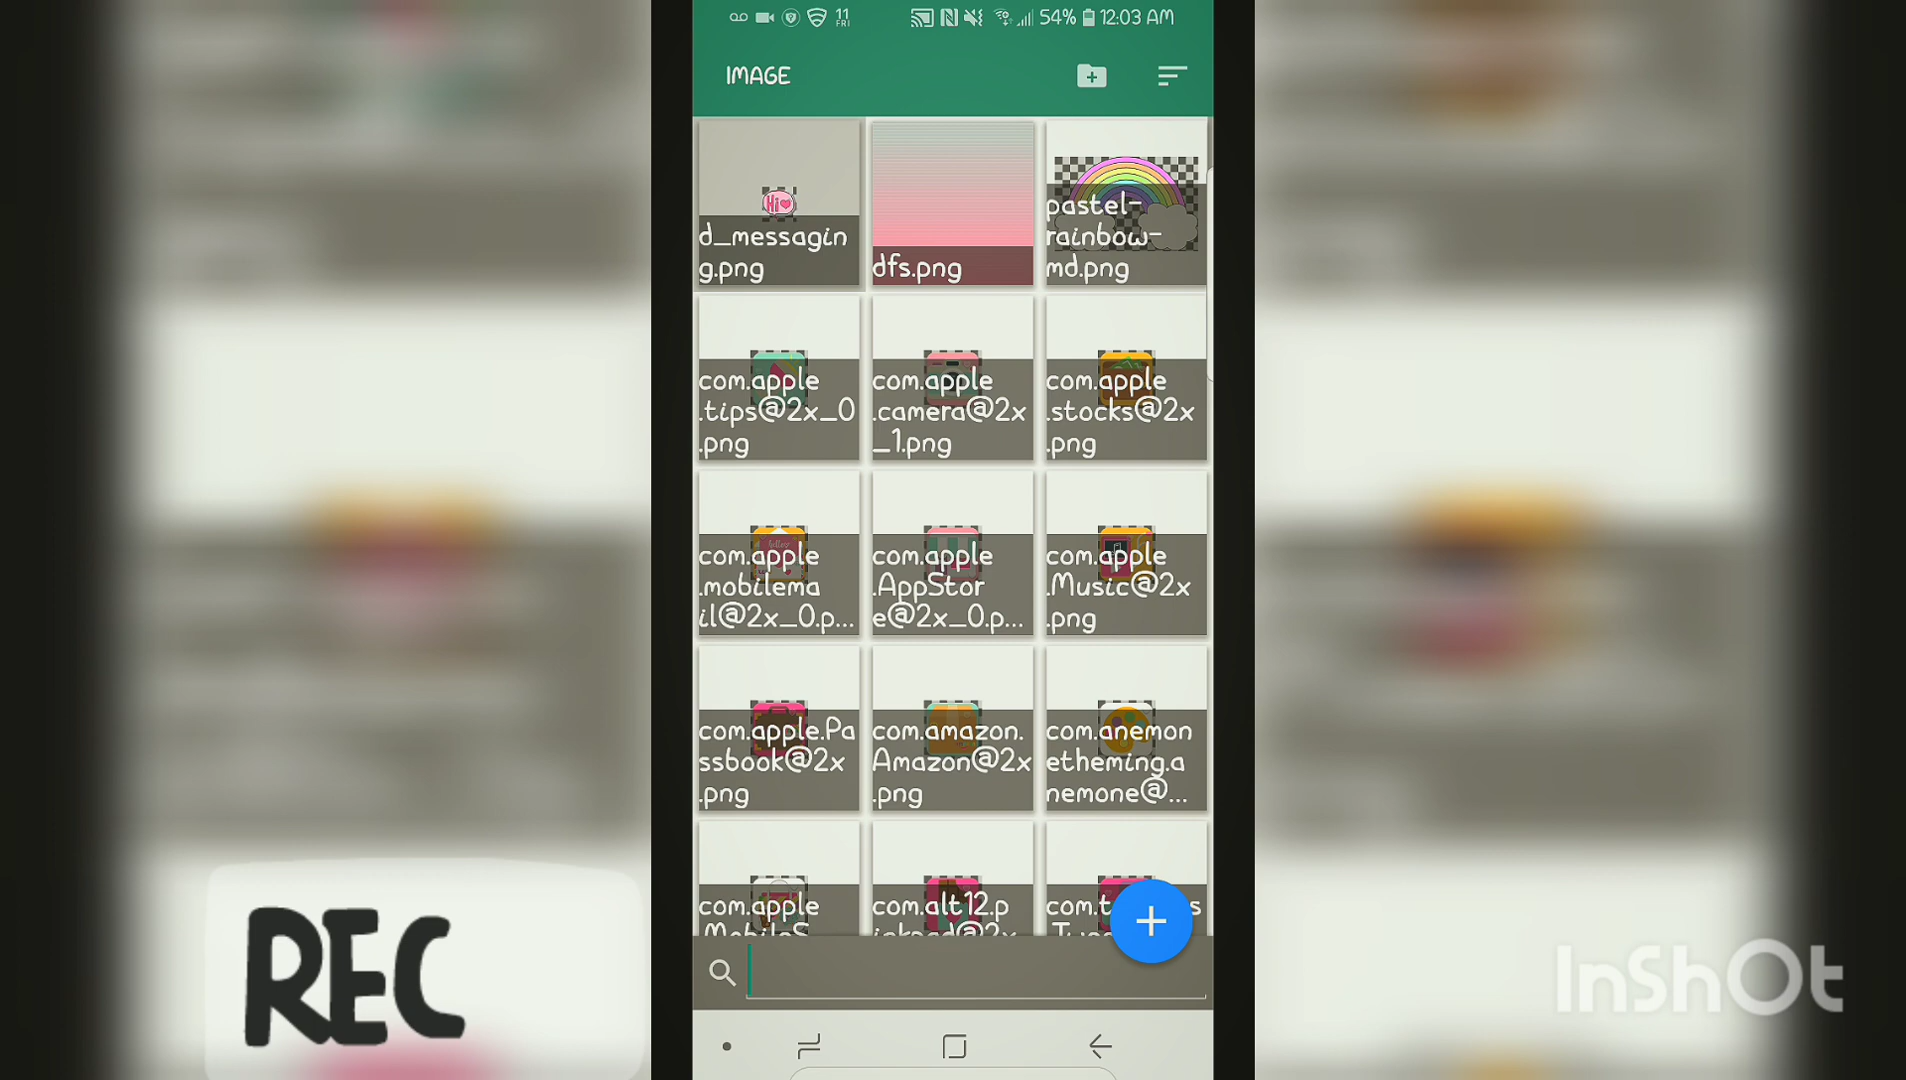 11
FRI
54% 12:03 AM
IMAGE
Hi
d_messagin
g.png
dfs.png
pastel-
rainbow-
md.png
com.apple
.tips@2x_0
.png
com.apple
.camera@2x
_1.png
com.apple
.stocks@2x
.png
com.apple
.mobilema
il@2x_0.p...
com.apple
.AppStor
e@2x_0.p...
com.apple
.Music@2x
.png
com.apple.Pa
ssbook@2x
.png
com.amazon.
Amazon@2x
.png
com.anemon
etheming.a
nemone@...
com.apple
com.alt12.p
REC
InShOt